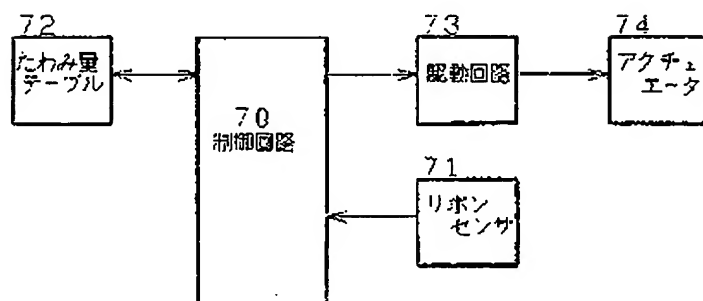 72
たわみ量
テーブル
70
制御回路
73
駆動回路
74
アクチュ
エータ
71
リボン
センサ